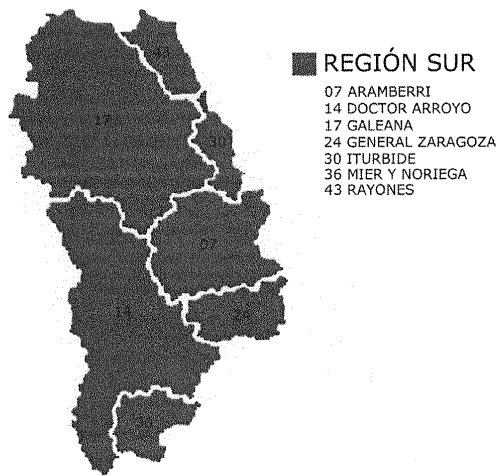 43
17
30
07
14
24
36
REGIÓN SUR
07 ARAMBERRI
14 DOCTOR ARROYO
17 GALEANA
24 GENERAL ZARAGOZA
30 ITURBIDE
36 MIER Y NORIEGA
43 RAYONES